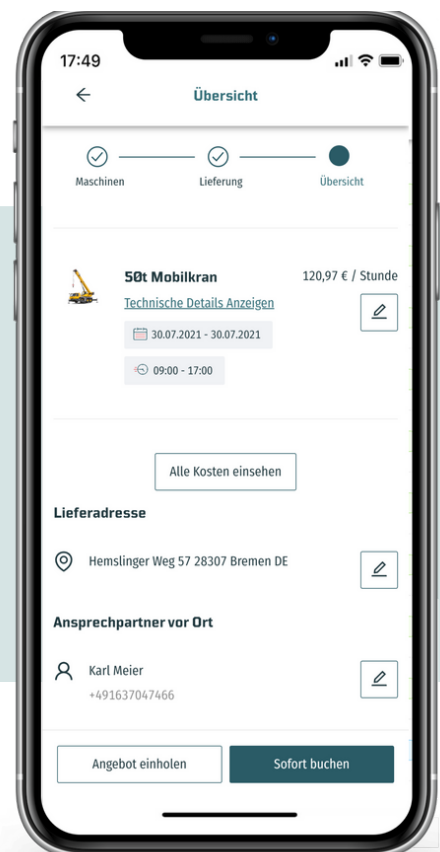 17:49
Übersicht
Maschinen
Lieferung
Übersicht
50t Mobilkran
120,97 € / Stunde
Technische Details Anzeigen
30.07.2021 - 30.07.2021
09:00 - 17:00
Alle Kosten einsehen
Lieferadresse
Hemslinger Weg 57 28307 Bremen DE
Ansprechpartner vor Ort
Karl Meier
+491637047466
Angebot einholen
Sofort buchen